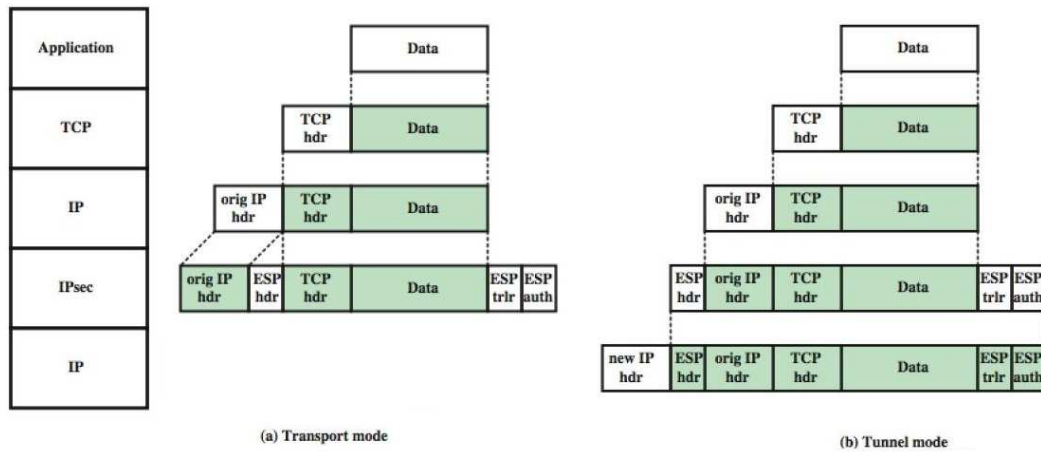 Application
TCP
IP
IPsec
IP
Data
TCP
hdr
Data
orig IP
hdr
TCP
hdr
Data
orig IP
hdr
ESP
hdr
TCP
hdr
Data
ESP
trlr
ESP
auth
(a) Transport mode
Data
TCP
hdr
Data
orig IP
hdr
TCP
hdr
Data
ESP
hdr
orig IP
hdr
TCP
hdr
Data
ESP
trlr
ESP
auth
new IP
hdr
ESP
hdr
orig IP
hdr
TCP
hdr
Data
ESP
trlr
ESP
auth
(b) Tunnel mode